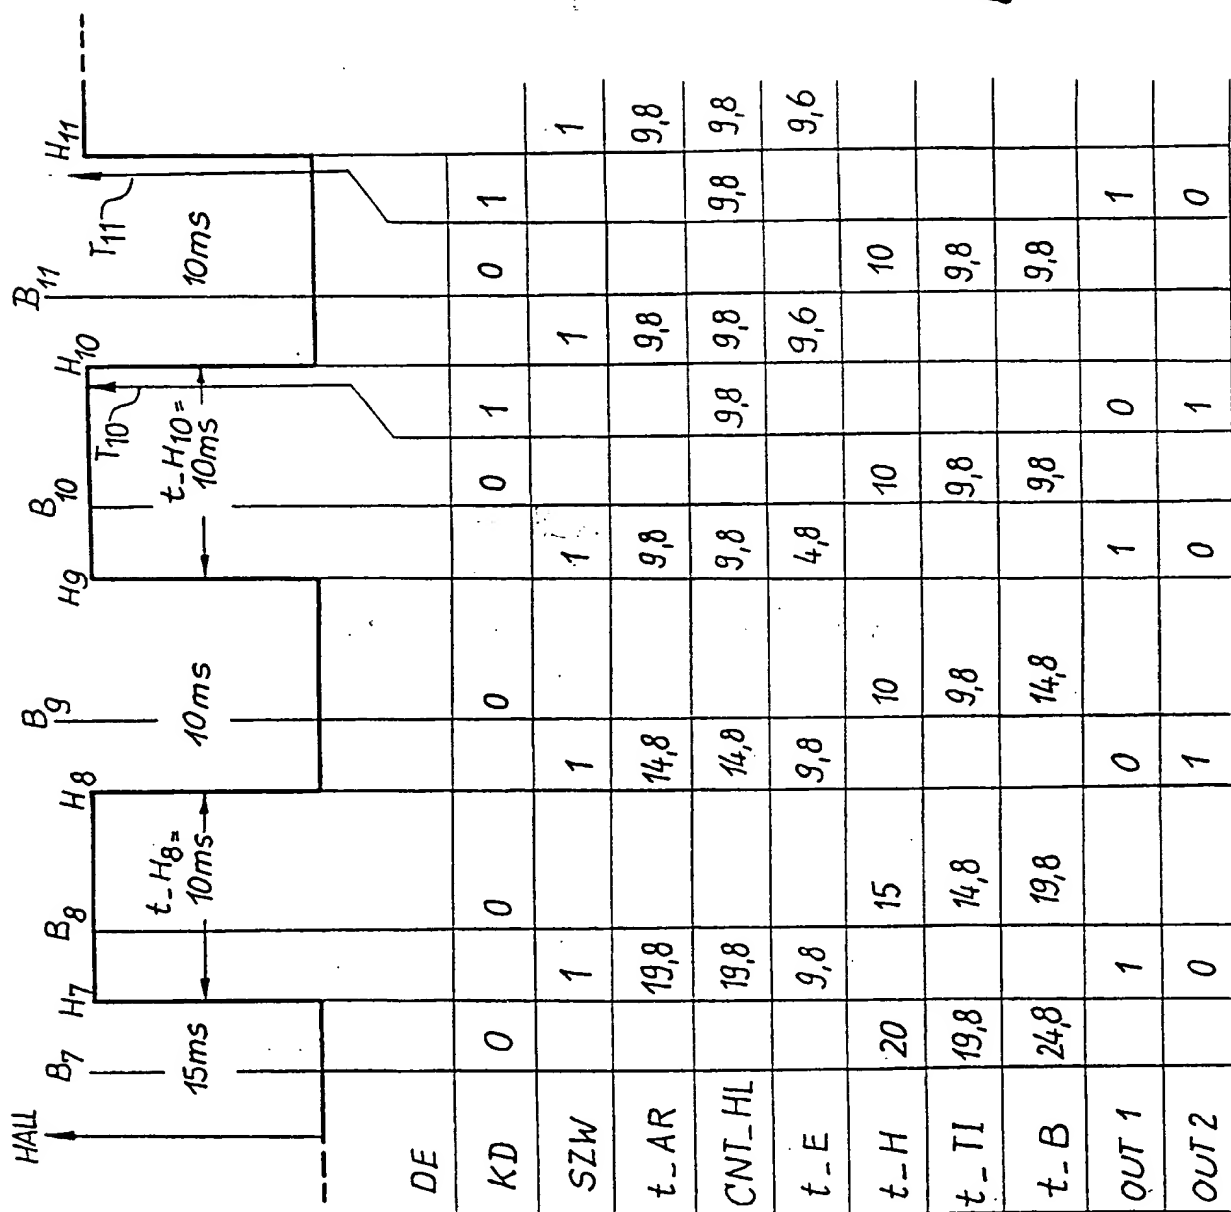 HALL B7 H7 B8 H8 B9 H9 B10 H10 B11 H11
T10 T11
t_H8= t_H10=
15ms 10ms 10ms 10ms 10ms
DE
KD 0 0 0 0 1 0 1
SZW 1 1 1 1 1
t_AR 19,8 14,8 9,8 9,8 9,8
CNT_HL 19,8 14,8 9,8 9,8 9,8 9,8 9,8
t_E 9,8 9,8 4,8 9,6 9,6
t_H 20 15 10 10 10
t_TI 19,8 14,8 9,8 9,8 9,8
t_B 24,8 19,8 14,8 9,8 9,8
OUT 1 1 0 1 0 1
OUT 2 0 1 0 1 0